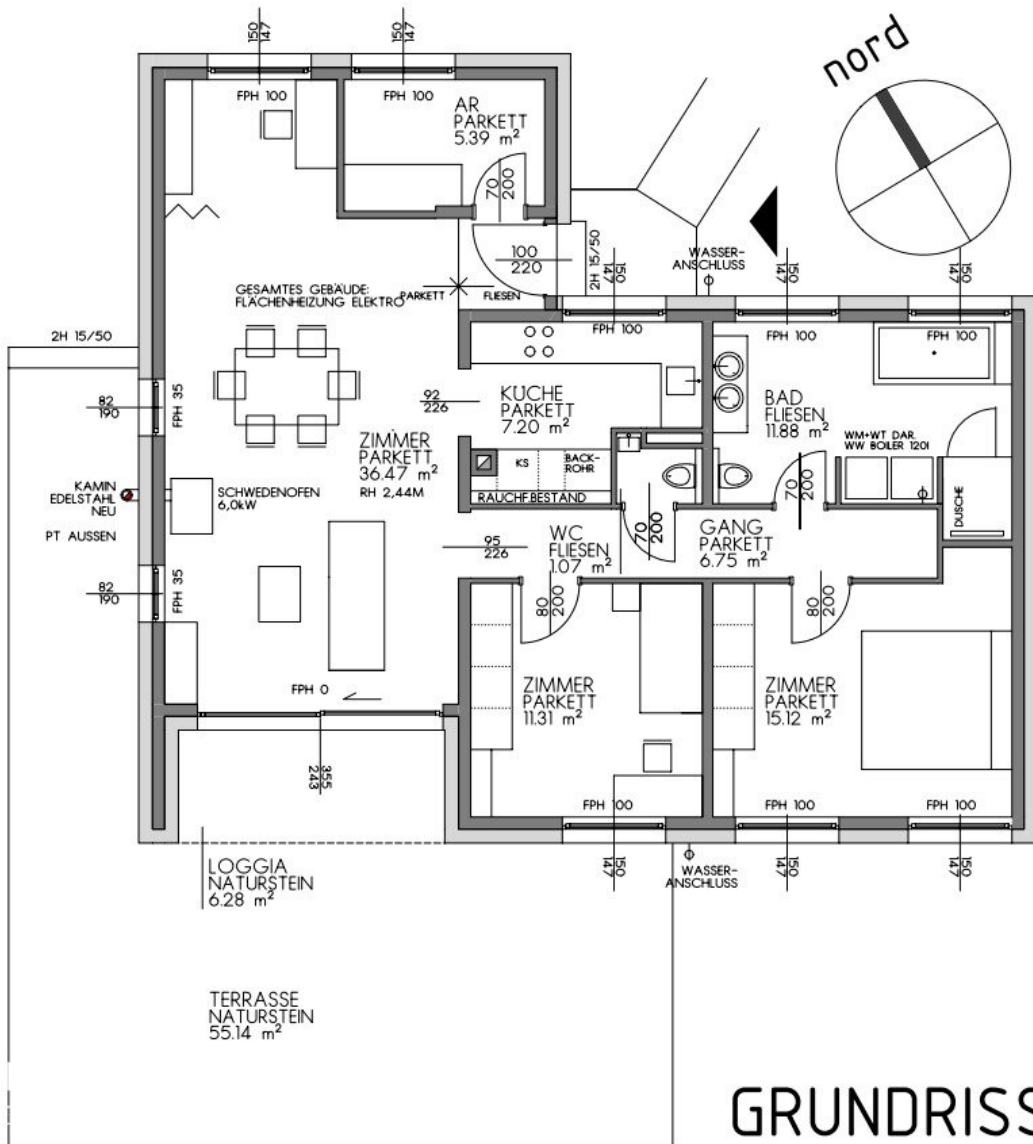 150
147
150
147
nord
FPH 100
FPH 100
AR
PARKETT
5.39 m²
70
200
100
220
2H 15/50
WASSER-
ANSCHLUSS
150
147
150
147
150
147
GESAMTES GEBÄUDE:
FLÄCHENHEIZUNG ELEKTRO
PARKETT
FLIESEN
2H 15/50
FPH 100
FPH 100
FPH 100
82
190
FPH 35
92
226
KÜCHE
PARKETT
7.20 m²
BAD
FLIESEN
11.88 m²
ZIMMER
PARKETT
36.47 m²
RH 2,44M
WM+WT DAR.
WW BOILER 120l
KS
BACK-
ROHR
RAUCHF.BESTAND
KAMIN
EDELSTAHL
NEU
PT AUSSEN
SCHWEDENOFEN
6,0kW
70
200
DUSCHE
95
226
WC
FLIESEN
1.07 m²
70
200
GANG
PARKETT
6.75 m²
82
190
FPH 35
80
200
80
200
FPH 0
ZIMMER
PARKETT
11.31 m²
ZIMMER
PARKETT
15.12 m²
355
243
FPH 100
FPH 100
FPH 100
LOGGIA
NATURSTEIN
6.28 m²
150
147
WASSER-
ANSCHLUSS
150
147
150
147
TERRASSE
NATURSTEIN
55.14 m²
GRUNDRISS